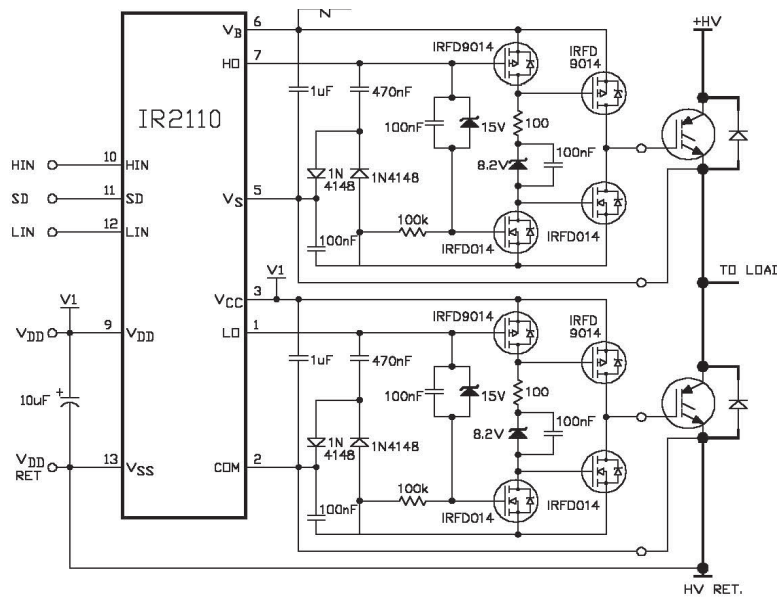 +HV
6
VB
IRFD9014
IRFD
9014
7
HO
1uF
470nF
IR2110
100nF
15V
100
8.2V
100nF
HIN
10
HIN
SD
11
SD
LIN
12
LIN
1N
4148
1N4148
VS
5
100k
100nF
IRFD014
IRFD014
V1
TO LOAD
VCC
3
V1
IRFD9014
IRFD
9014
VDD
9
VDD
LO
1
1uF
470nF
100nF
15V
100
10uF
+
8.2V
100nF
1N
4148
1N4148
VDD
RET
13
VSS
COM
2
100k
100nF
IRFD014
IRFD014
HV RET.